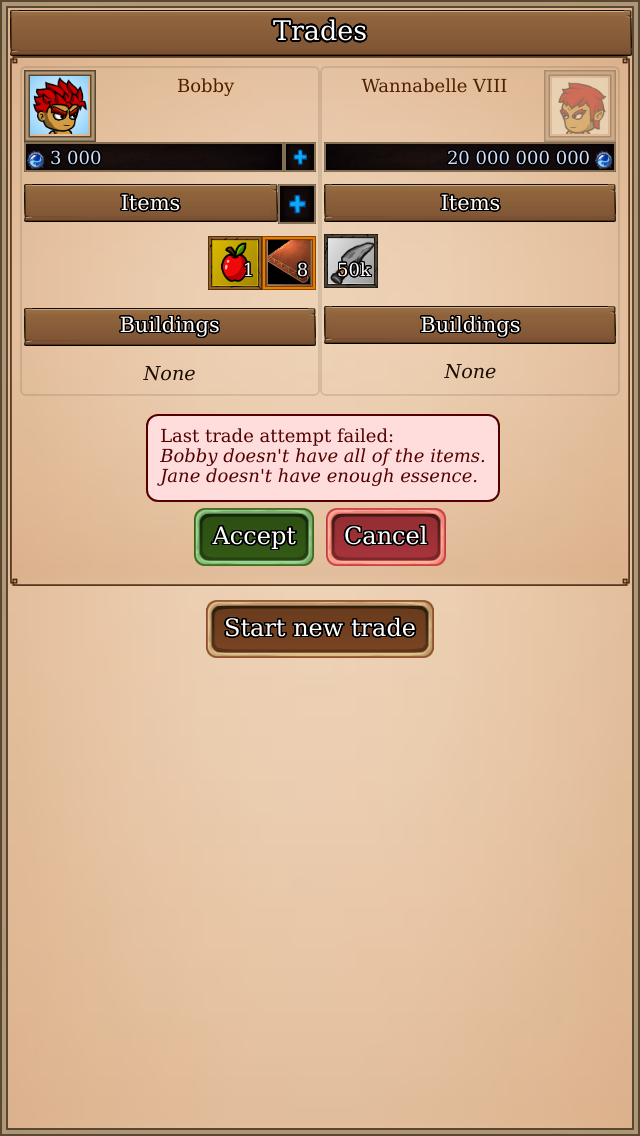 Trades
Bobby
Wannabelle VIII
3 000
20 000 000 000
Items
Items
1
8
50k
Buildings
Buildings
None
None
Last trade attempt failed:
Bobby doesn't have all of the items.
Jane doesn't have enough essence.
Accept
Cancel
Start new trade